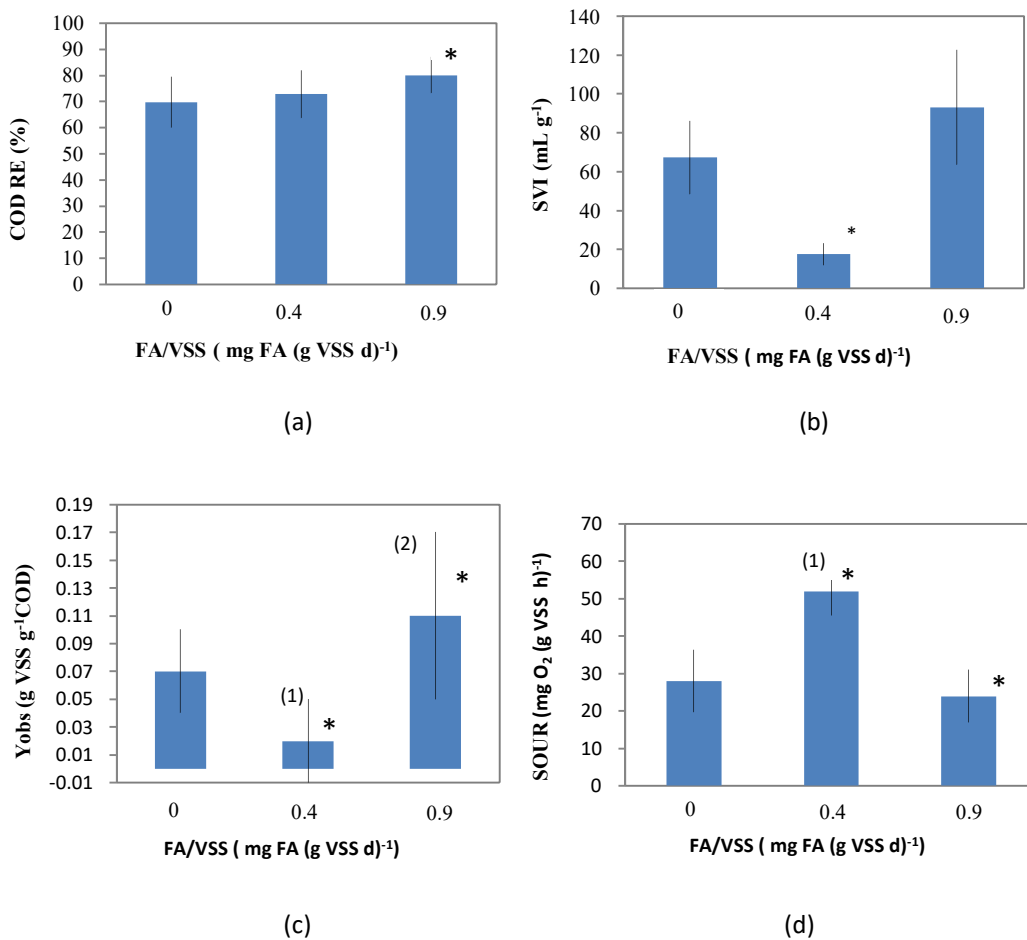 100
90
80
70
60
50
40
30
20
10
0
COD RE (%)
*
0 0.4 0.9
FA/VSS ( mg FA (g VSS d)⁻¹)
(a)
140
120
100
80
60
40
20
0
SVI (mL g⁻¹)
*
0 0.4 0.9
FA/VSS ( mg FA (g VSS d)⁻¹)
(b)
0.19
0.17
0.15
0.13
0.11
0.09
0.07
0.05
0.03
0.01
-0.01
Yobs (g VSS g⁻¹COD)
(1) *
(2) *
0 0.4 0.9
FA/VSS ( mg FA (g VSS d)⁻¹)
(c)
70
60
50
40
30
20
10
0
SOUR (mg O₂ (g VSS h)⁻¹)
(1) *
*
0 0.4 0.9
FA/VSS ( mg FA (g VSS d)⁻¹)
(d)